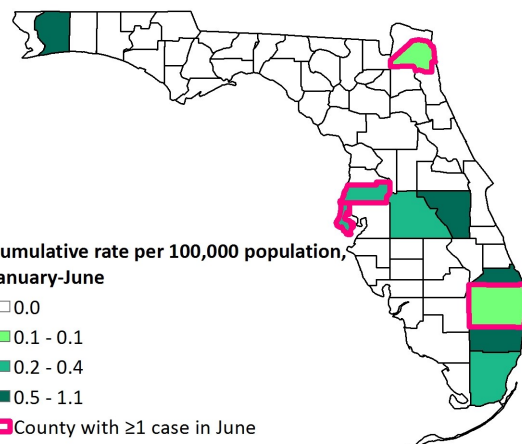 umulative rate per 100,000 population,
anuary-June
0.0
0.1 - 0.1
0.2 - 0.4
0.5 - 1.1
County with ≥1 case in June